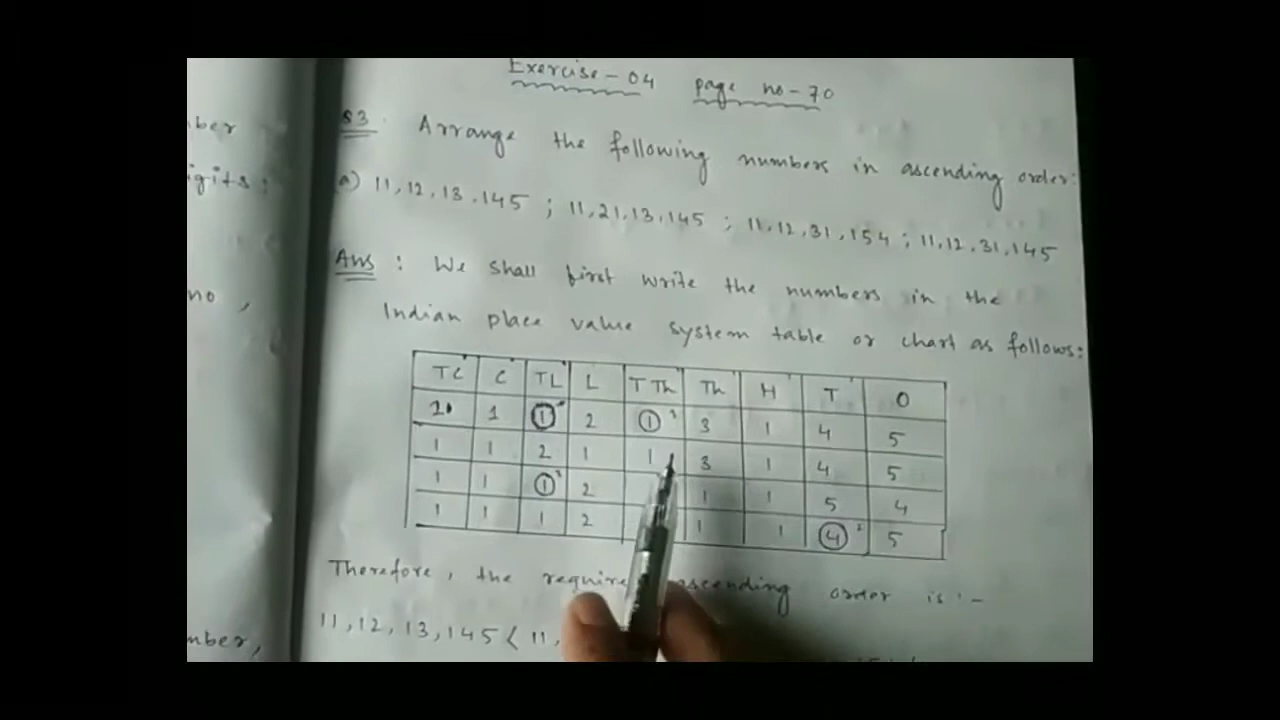 Exercise - 04 page no - 70
Arrange the following numbers in ascending order:
a) 11,12,13,145 ; 11,21,13,145 ; 11,12,31,154 ; 11,12,31,145
Ans : We shall first write the numbers in the
Indian place value system table or chart as follows:
TC C TL L T Th Th H T O
1 1 2 1 3 1 4 5
1 1 2 1 1 3 1 4 5
1 1 1 2 1 1 5 4
1 1 1 2 1 1 4 5
Therefore, the ascending order is :-
11,12,13,145 < 11,
igits:
no,